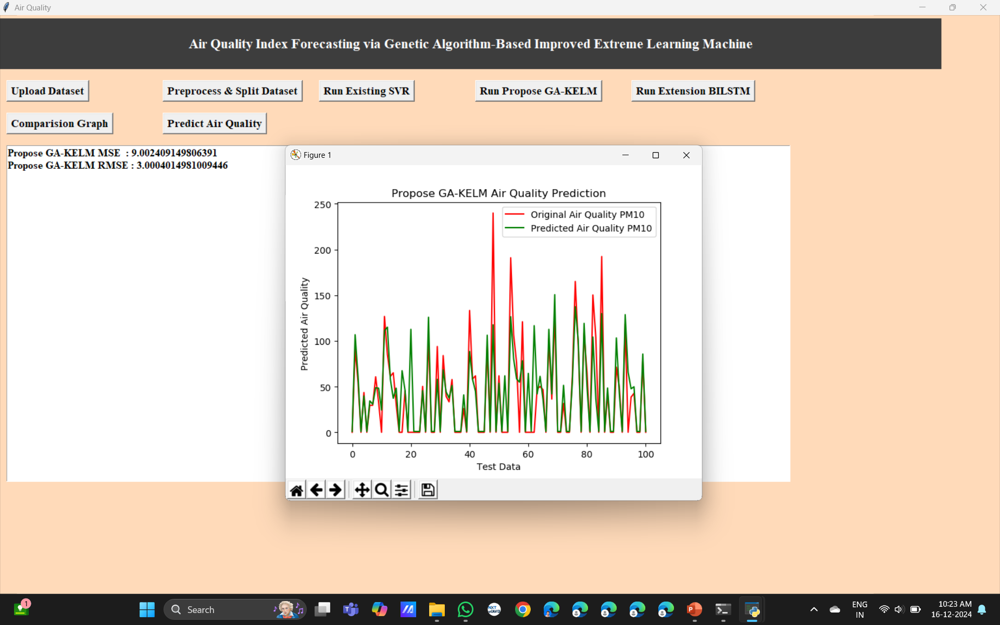 Air Quality
Air Quality Index Forecasting via Genetic Algorithm-Based Improved Extreme Learning Machine
Upload Dataset
Preprocess & Split Dataset
Run Existing SVR
Run Propose GA-KELM
Run Extension BILSTM
Comparision Graph
Predict Air Quality
Propose GA-KELM MSE : 9.002409149806391
Propose GA-KELM RMSE : 3.0004014981009446
Figure 1
Propose GA-KELM Air Quality Prediction
Original Air Quality PM10
Predicted Air Quality PM10
Predicted Air Quality
250
200
150
100
50
0
0 20 40 60 80 100
Test Data
1
Search
NXT
WAVE
P
ENG
IN
10:23 AM
16-12-2024